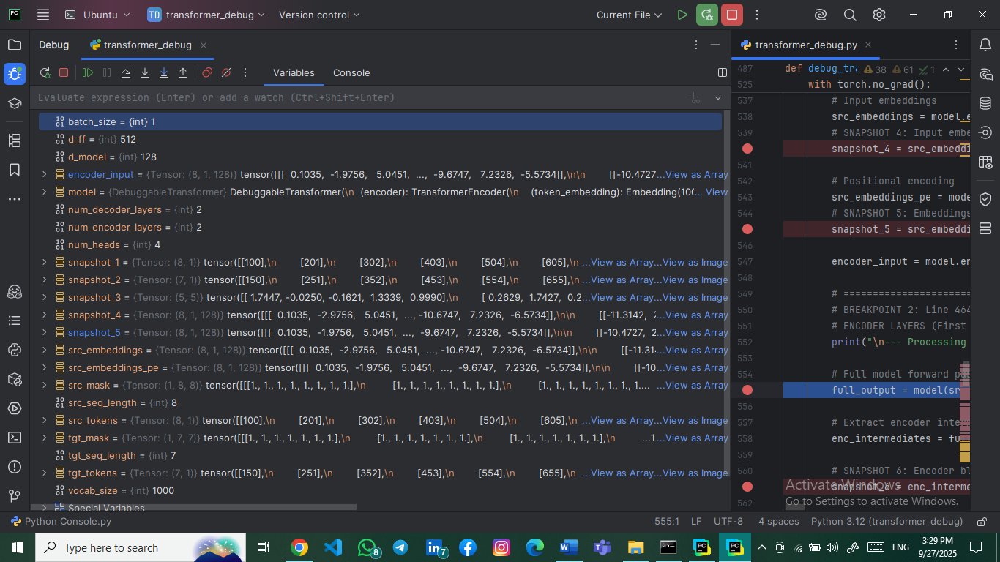 Ubuntu
TD transformer_debug
Version control
Current File
Debug
transformer_debug
transformer_debug.py
Variables
Console
Evaluate expression (Enter) or add a watch (Ctrl+Shift+Enter)
batch_size = {int} 1
d_ff = {int} 512
d_model = {int} 128
encoder_input = {Tensor: (8, 1, 128)} tensor([[[ 0.1035, -1.9756, 5.0451, ..., -9.6747, 7.2326, -5.5734]],\n\n [[-10.4727...View as Array
model = {DebuggableTransformer} DebuggableTransformer(\n (encoder): TransformerEncoder(\n (token_embedding): Embedding(100... View
num_decoder_layers = {int} 2
num_encoder_layers = {int} 2
num_heads = {int} 4
snapshot_1 = {Tensor: (8, 1)} tensor([[100],\n [201],\n [302],\n [403],\n [504],\n [605],\n ...View as Array...View as Image
snapshot_2 = {Tensor: (7, 1)} tensor([[150],\n [251],\n [352],\n [453],\n [554],\n [655],\n ...View as Array...View as Image
snapshot_3 = {Tensor: (5, 5)} tensor([[ 1.7447, -0.0250, -0.1621, 1.3339, 0.9990],\n [ 0.2629, 1.7427, 0.2...View as Array...View as Image
snapshot_4 = {Tensor: (8, 1, 128)} tensor([[[ 0.1035, -2.9756, 5.0451, ..., -10.6747, 7.2326, -6.5734]],\n\n [[-11.3142, 2...View as Array
snapshot_5 = {Tensor: (8, 1, 128)} tensor([[[ 0.1035, -1.9756, 5.0451, ..., -9.6747, 7.2326, -5.5734]],\n\n [[-10.4727, 2...View as Array
src_embeddings = {Tensor: (8, 1, 128)} tensor([[[ 0.1035, -2.9756, 5.0451, ..., -10.6747, 7.2326, -6.5734]],\n\n [[-11.31...View as Array
src_embeddings_pe = {Tensor: (8, 1, 128)} tensor([[[ 0.1035, -1.9756, 5.0451, ..., -9.6747, 7.2326, -5.5734]],\n\n [[-10...View as Array
src_mask = {Tensor: (1, 8, 8)} tensor([[[1., 1., 1., 1., 1., 1., 1., 1.],\n [1., 1., 1., 1., 1., 1., 1., 1.],\n [1., 1., 1., 1., 1., 1., 1.... ...View as Array
src_seq_length = {int} 8
src_tokens = {Tensor: (8, 1)} tensor([[100],\n [201],\n [302],\n [403],\n [504],\n [605],\n ...View as Array...View as Image
tgt_mask = {Tensor: (1, 7, 7)} tensor([[[1., 1., 1., 1., 1., 1., 1.],\n [1., 1., 1., 1., 1., 1., 1.],\n [1., 1., 1., 1., 1., 1., 1.],\n ...1...View as Array
tgt_seq_length = {int} 7
tgt_tokens = {Tensor: (7, 1)} tensor([[150],\n [251],\n [352],\n [453],\n [554],\n [655],\n ...View as Array...View as Image
vocab_size = {int} 1000
Special Variables
487 def debug_tra
38 61 1
525 with torch.no_grad():
537 # Input embeddings
538 src_embeddings = model.e
539 # SNAPSHOT 4: Input embe
snapshot_4 = src_embeddi
541
542 # Positional encoding
543 src_embeddings_pe = mode
544 # SNAPSHOT 5: Embeddings
snapshot_5 = src_embeddi
546
547 encoder_input = model.en
548
549 # =======================
550 # BREAKPOINT 2: Line 464
551 # ENCODER LAYERS (First
552 print("\n--- Processing
553
554 # Full model forward p
full_output = model(sr
556
557 # Extract encoder inte
558 enc_intermediates = fu
559
560 # SNAPSHOT 6: Encoder bl
snapshot_6 = enc_interme
562
Activate Windows
Go to Settings to activate Windows.
Python Console.py
555:1 LF UTF-8 4 spaces Python 3.12 (transformer_debug)
Type here to search
8
7
ENG
3:29 PM
9/27/2025